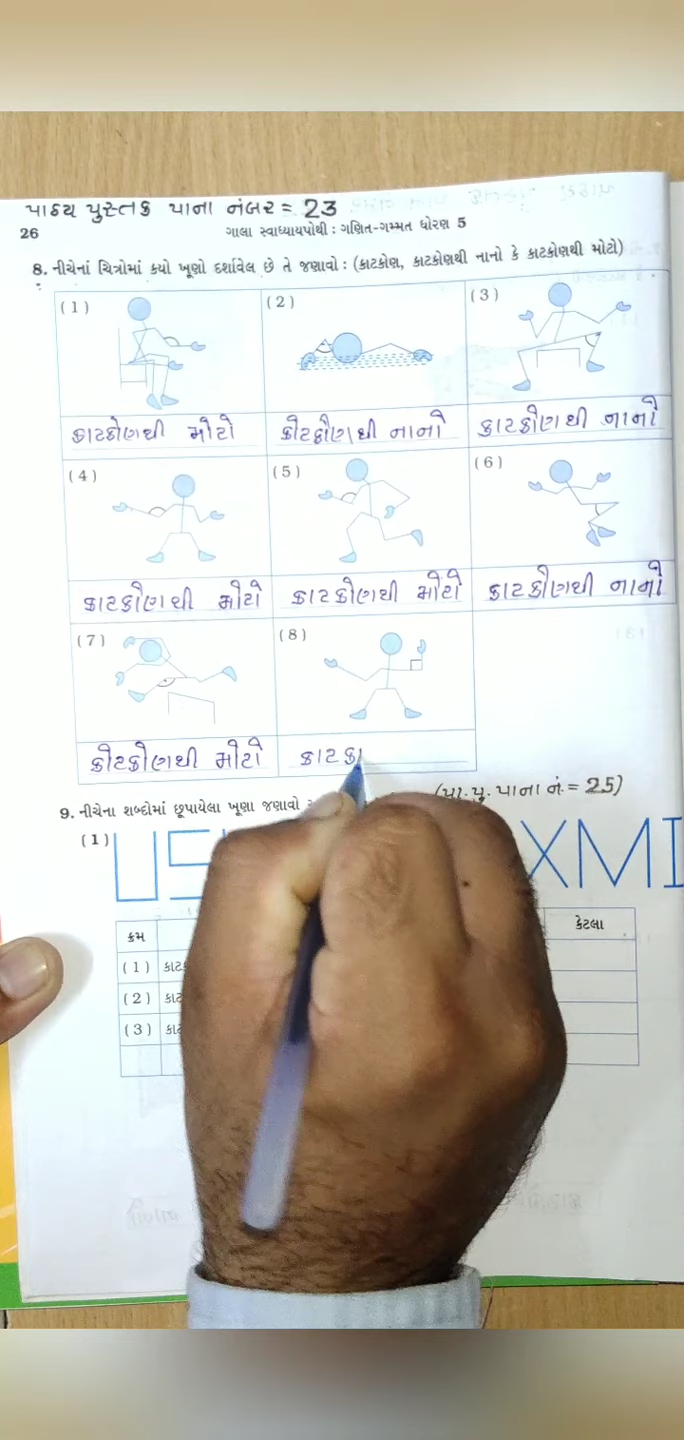 પાઠય પુસ્તક પાના નંબર = 23
26 ગાલા સ્વાધ્યાયપોથી : ગણિત-ગમ્મત ધોરણ 5
8. નીચેનાં ચિત્રોમાં કયો ખૂણો દર્શાવેલ છે તે જણાવો : (કાટકોણ, કાટકોણથી નાનો કે કાટકોણથી મોટો)
(1) (2) (3)
કાટકોણથી મોટો કાટકોણથી નાનો કાટકોણથી નાનો
(4) (5) (6)
કાટકોણથી મોટો કાટકોણથી મોટો કાટકોણથી નાનો
(7) (8)
કાટકોણથી મોટો કાટકા
(પા.પુ. પાના નં = 25)
9. નીચેના શબ્દોમાં છૂપાયેલા ખૂણા જણાવો
(1) US XMI
ક્રમ કેટલા
(1)
(2)
(3)